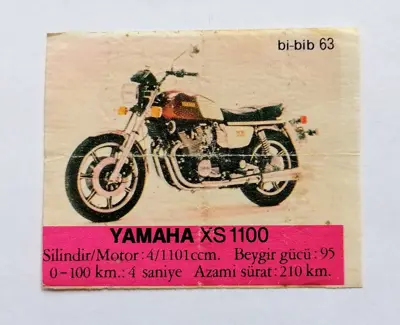 bi-bib 63
YAMAHA XS 1100
Silindir/Motor : 4/1101ccm. Beygir gücü : 95
0-100 km.: 4 saniye Azami sürat: 210 km.